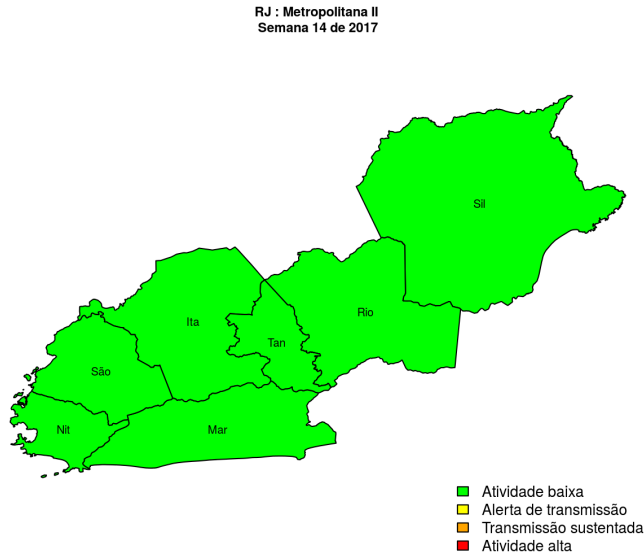 RJ : Metropolitana II
Semana 14 de 2017
Sil
Rio
Ita
Tan
São
Nit
Mar
Atividade baixa
Alerta de transmissão
Transmissão sustentada
Atividade alta